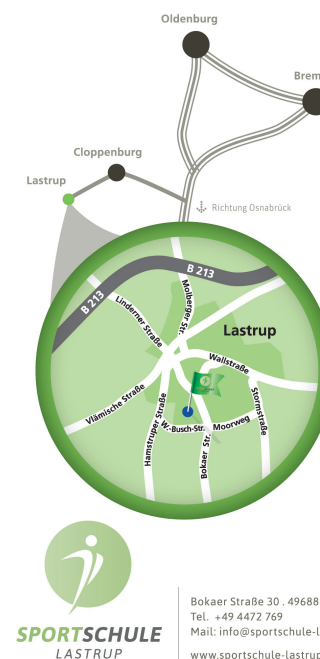 Oldenburg
Brem
Cloppenburg
Lastrup
Richtung Osnabrück
B 213
B 213
Molberger Str.
Linderner Straße
Lastrup
Wallstraße
Vlämische Straße
Stormstraße
Hamstruper Straße
W.-Busch-Str.
Moorweg
Bokaer Str.
SPORTSCHULE
LASTRUP
Bokaer Straße 30 . 49688
Tel. +49 4472 769
Mail: info@sportschule-l
www.sportschule-lastrup